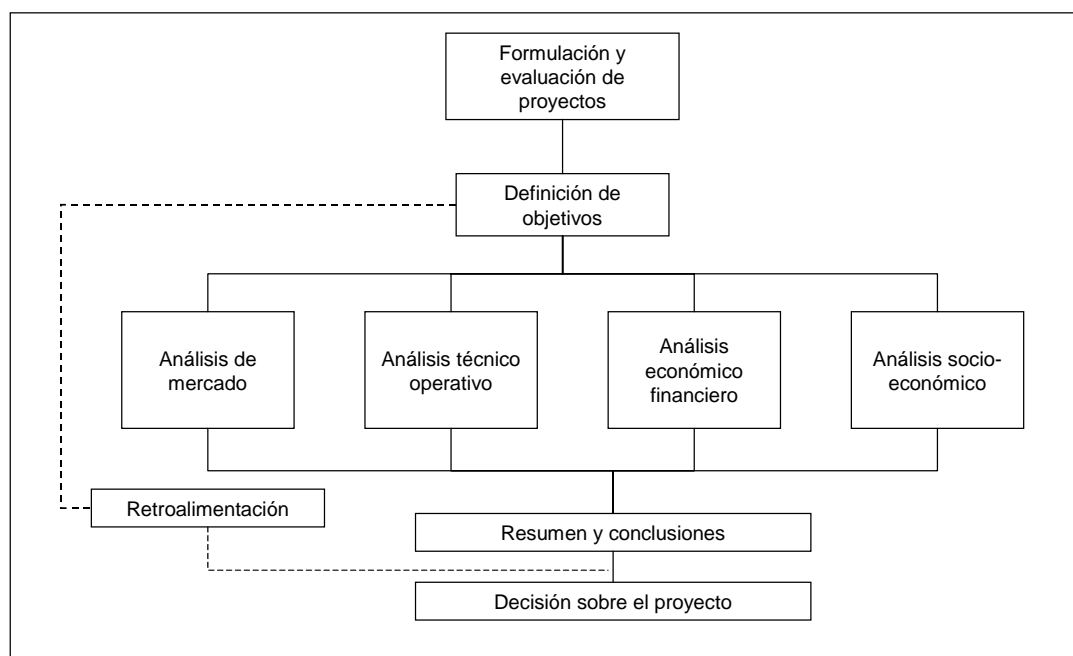 Formulación y
evaluación de
proyectos
Definición de
objetivos
Análisis de
mercado
Análisis técnico
operativo
Análisis
económico
financiero
Análisis socio-
económico
Retroalimentación
Resumen y conclusiones
Decisión sobre el proyecto